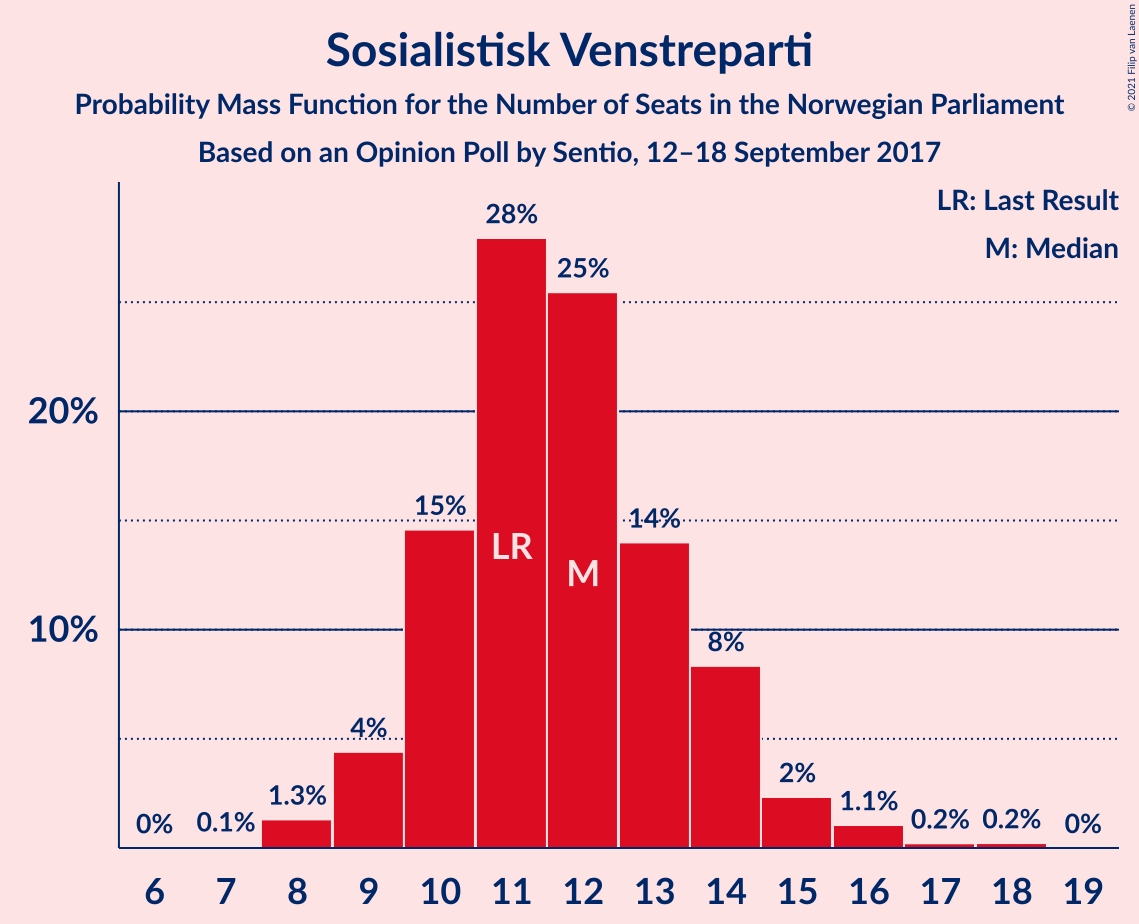 Sosialistisk Venstreparti
Probability Mass Function for the Number of Seats in the Norwegian Parliament
Based on an Opinion Poll by Sentio, 12–18 September 2017
© 2021 Filip van Laenen
LR: Last Result
M: Median
28%
25%
20%
15%
14%
LR
M
10%
8%
4%
2%
1.3%
1.1%
0%
0.1%
0.2%
0.2%
0%
6 7 8 9 10 11 12 13 14 15 16 17 18 19